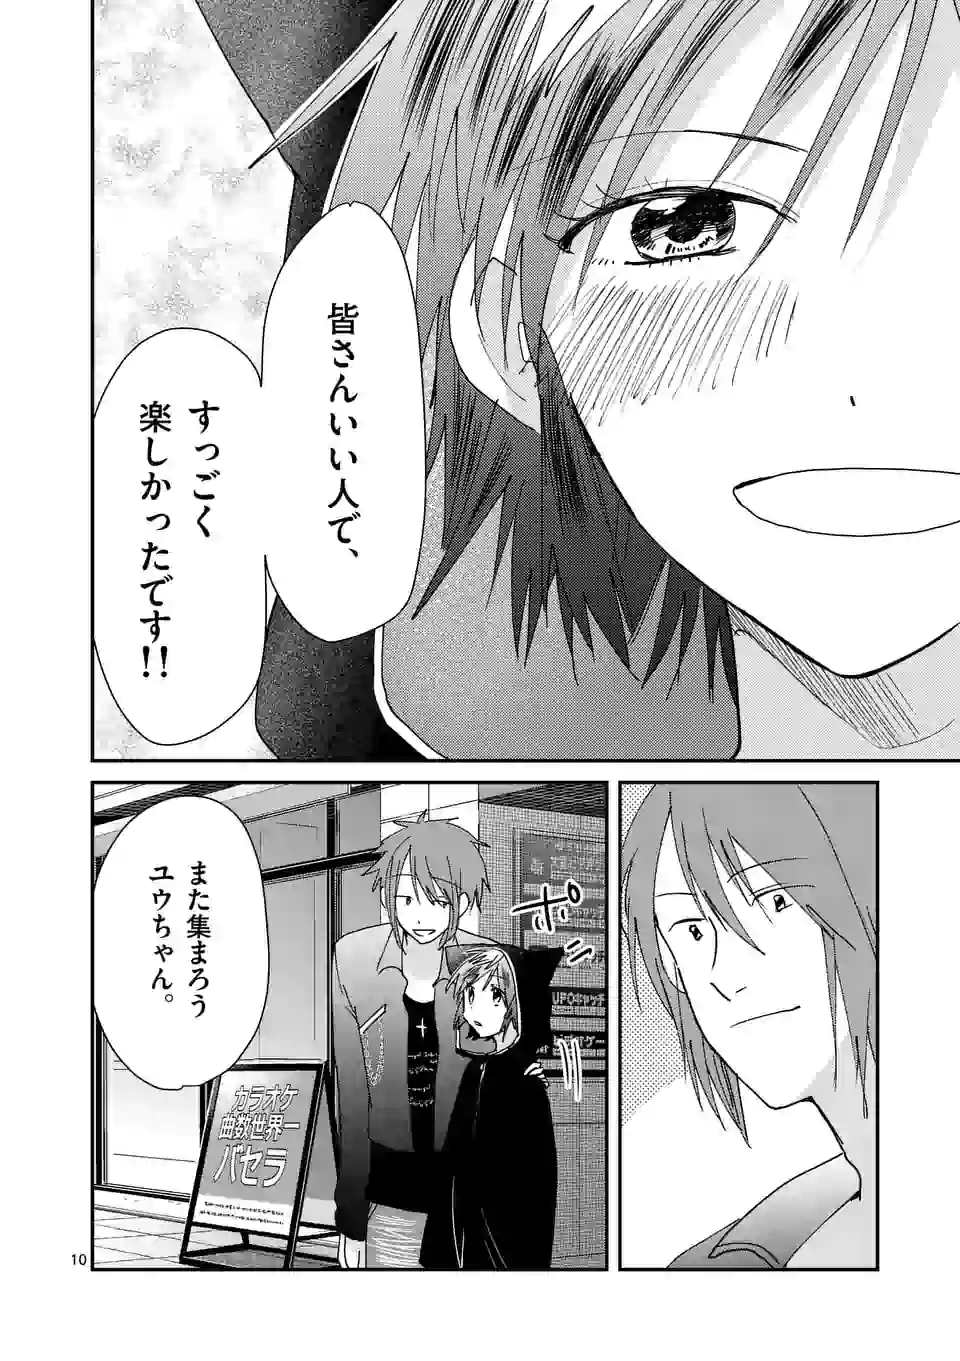 皆さんいい人で、
すっごく
楽しかったです!!
また集まろう
ユウちゃん。
ポン
UFOキャッチ
カラオケ
曲数世界一
パセラ
10